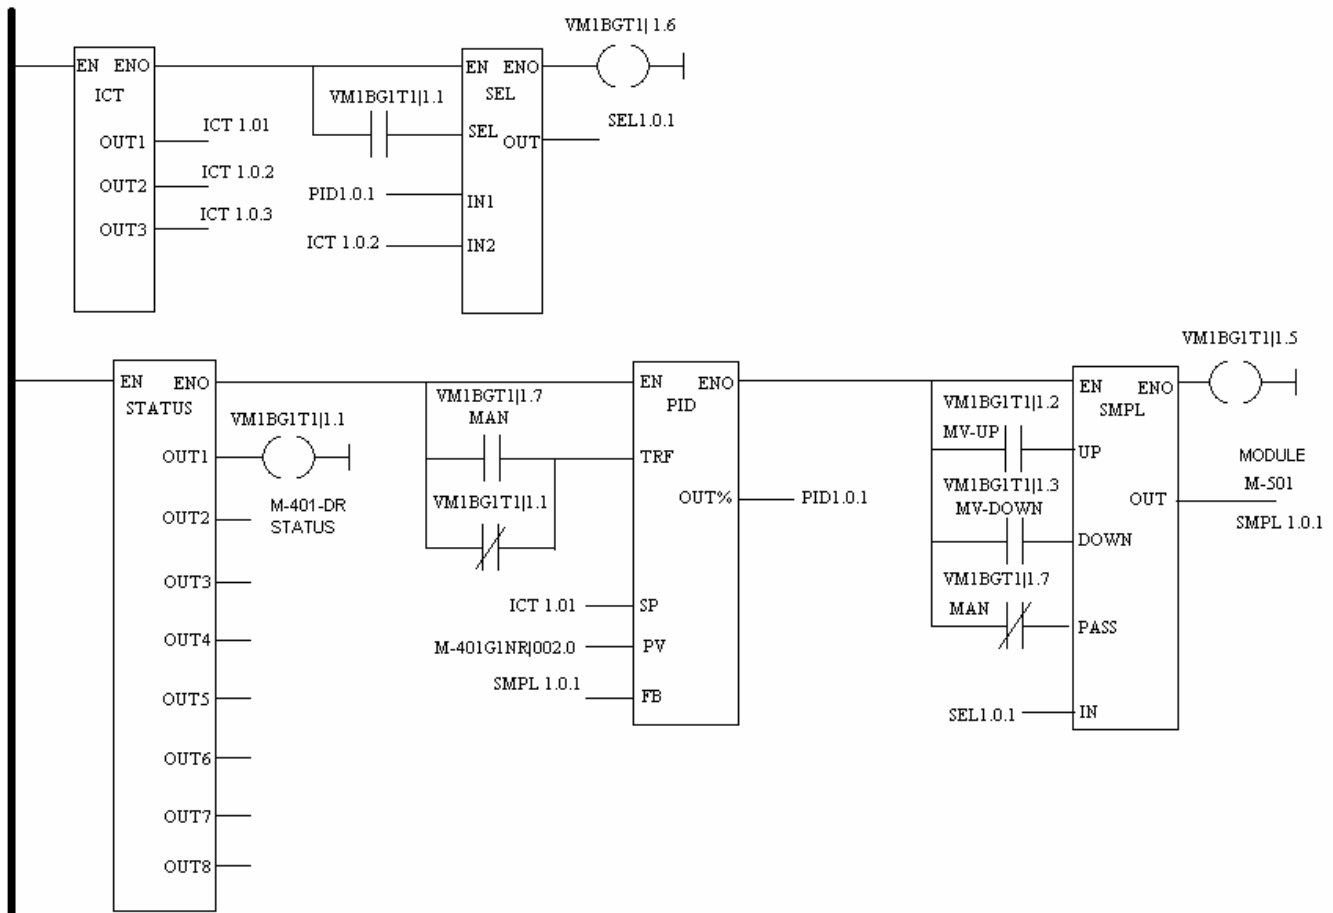 VM1BGT1| 1.6
EN ENO
ICT
EN ENO
SEL
VM1BG1T1|1.1
ICT 1.01
SEL1.0.1
SEL
OUT1
OUT
ICT 1.0.2
OUT2
PID1.0.1
IN1
ICT 1.0.3
OUT3
ICT 1.0.2
IN2
VM1BG1T1|1.5
EN ENO
STATUS
EN ENO
PID
EN ENO
SMPL
VM1BGT1|1.7
MAN
VM1BG1T1|1.2
MV-UP
VM1BG1T1|1.1
OUT1
TRF
UP
MODULE
M-501
VM1BG1T1|1.3
MV-DOWN
M-401-DR
STATUS
VM1BG1T1|1.1
OUT%
PID1.0.1
OUT
SMPL 1.0.1
OUT2
DOWN
OUT3
VM1BGT1|1.7
MAN
ICT 1.01
SP
PASS
OUT4
M-401G1NR|002.0
PV
SMPL 1.0.1
FB
OUT5
SEL1.0.1
IN
OUT6
OUT7
OUT8